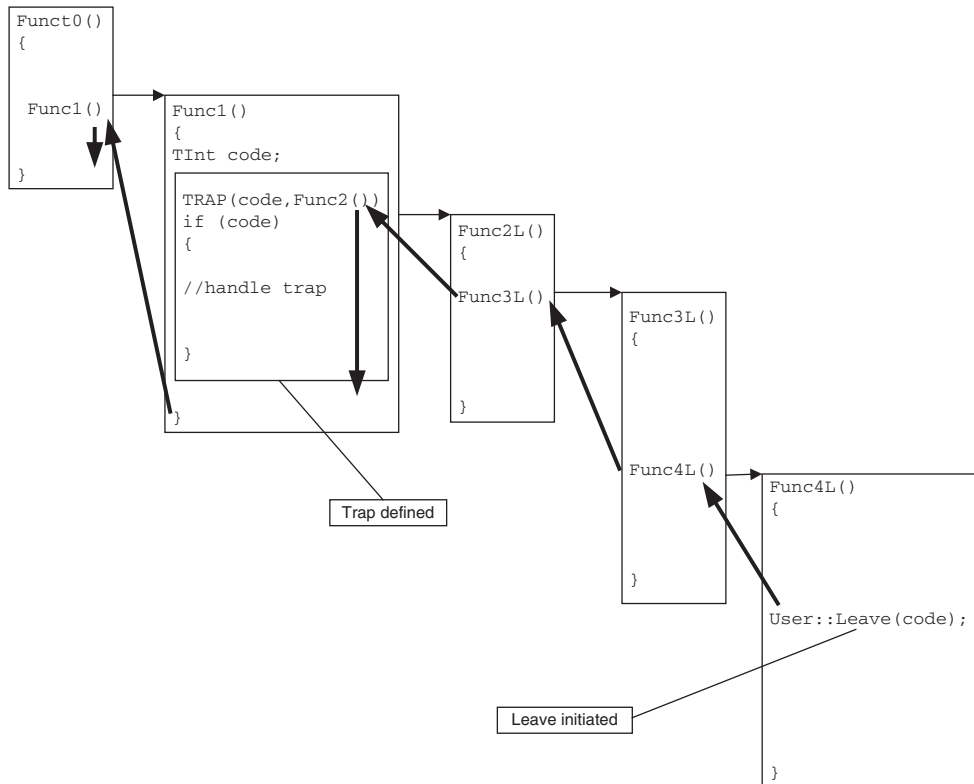 Funct0()
{
Func1()
}
Func1()
{
TInt code;
TRAP(code,Func2())
if (code)
{
//handle trap
}
}
Trap defined
Func2L()
{
Func3L()
}
Func3L()
{
Func4L()
}
Func4L()
{
User::Leave(code);
}
Leave initiated